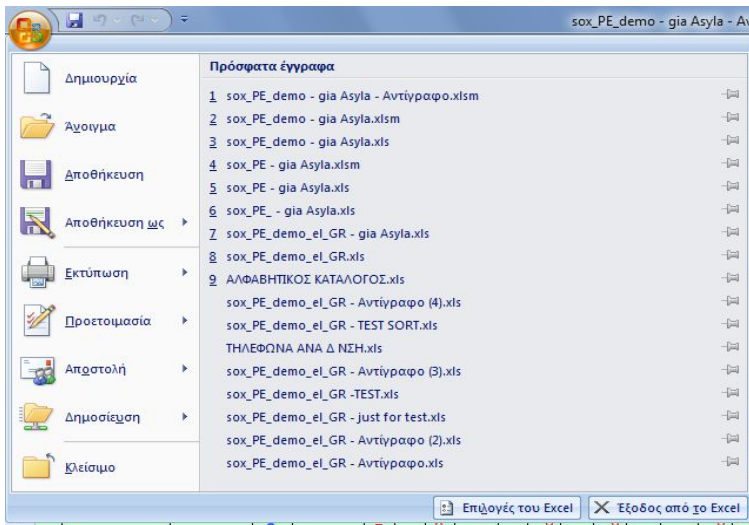 sox_PE_demo - gia Asyla - Αν
Δημιουργία
Άνοιγμα
Αποθήκευση
Αποθήκευση ως
Εκτύπωση
Προετοιμασία
Αποστολή
Δημοσίευση
Κλείσιμο
Πρόσφατα έγγραφα
1 sox_PE_demo - gia Asyla - Αντίγραφο.xlsm
2 sox_PE_demo - gia Asyla.xlsm
3 sox_PE_demo - gia Asyla.xls
4 sox_PE - gia Asyla.xlsm
5 sox_PE - gia Asyla.xls
6 sox_PE_ - gia Asyla.xls
7 sox_PE_demo_el_GR - gia Asyla.xls
8 sox_PE_demo_el_GR.xls
9 ΑΛΦΑΒΗΤΙΚΟΣ ΚΑΤΑΛΟΓΟΣ.xls
sox_PE_demo_el_GR - Αντίγραφο (4).xls
sox_PE_demo_el_GR - TEST SORT.xls
ΤΗΛΕΦΩΝΑ ΑΝΑ Δ ΝΣΗ.xls
sox_PE_demo_el_GR - Αντίγραφο (3).xls
sox_PE_demo_el_GR -TEST.xls
sox_PE_demo_el_GR - just for test.xls
sox_PE_demo_el_GR - Αντίγραφο (2).xls
sox_PE_demo_el_GR - Αντίγραφο.xls
Επιλογές του Excel
Έξοδος από το Excel